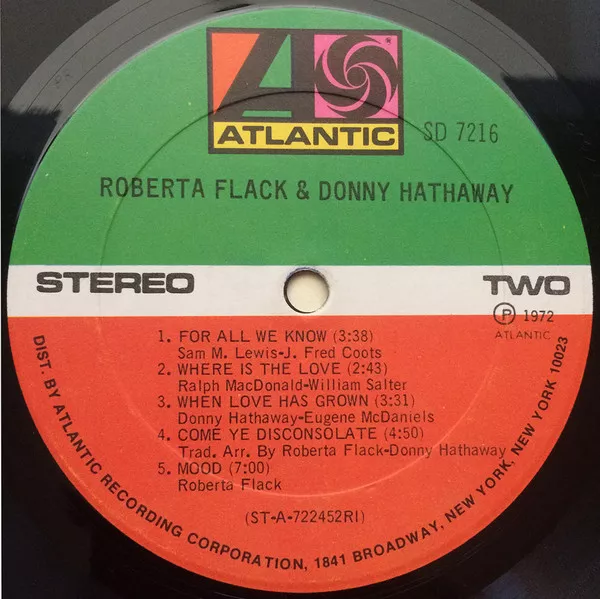 ATLANTIC
SD 7216
ROBERTA FLACK & DONNY HATHAWAY
STEREO
TWO
Ⓟ 1972
ATLANTIC
1. FOR ALL WE KNOW (3:38)
Sam M. Lewis-J. Fred Coots
2. WHERE IS THE LOVE (2:43)
Ralph MacDonald-William Salter
3. WHEN LOVE HAS GROWN (3:31)
Donny Hathaway-Eugene McDaniels
4. COME YE DISCONSOLATE (4:50)
Trad. Arr. By Roberta Flack-Donny Hathaway
5. MOOD (7:00)
Roberta Flack
(ST-A-722452RI)
DIST. BY ATLANTIC RECORDING CORPORATION, 1841 BROADWAY, NEW YORK, NEW YORK 10023